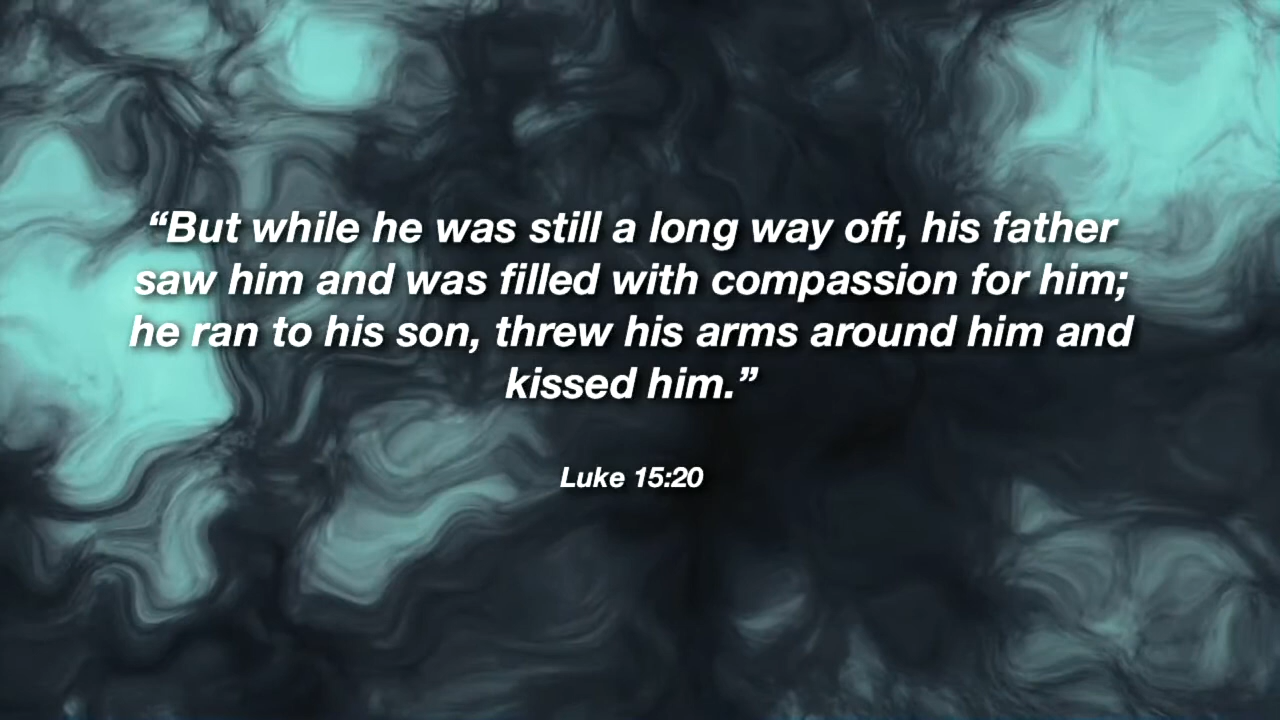 “But while he was still a long way off, his father
saw him and was filled with compassion for him;
he ran to his son, threw his arms around him and
kissed him.”
Luke 15:20